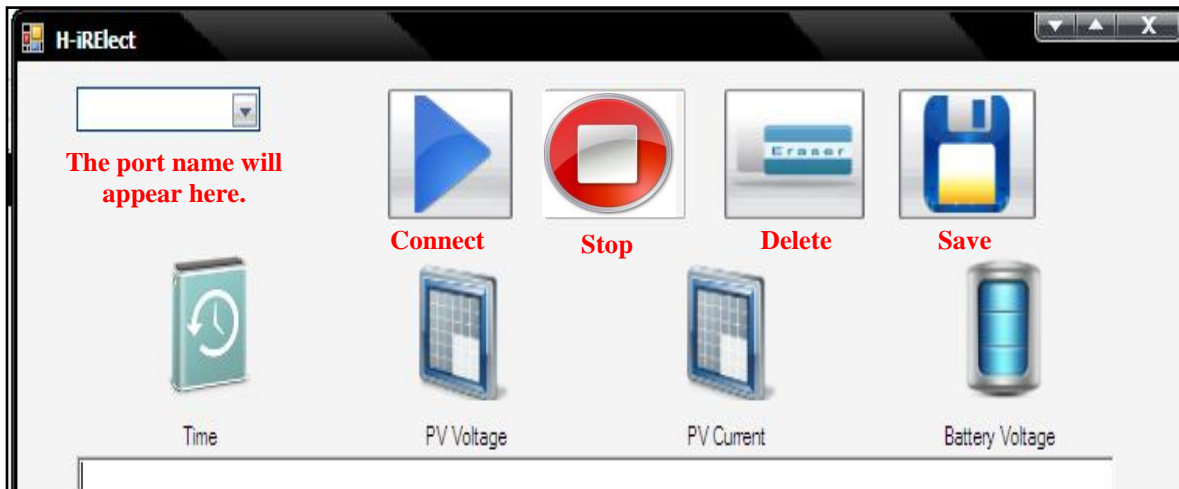 H-iRElect
X
The port name will
appear here.
Eraser
Connect
Stop
Delete
Save
Time
PV Voltage
PV Current
Battery Voltage